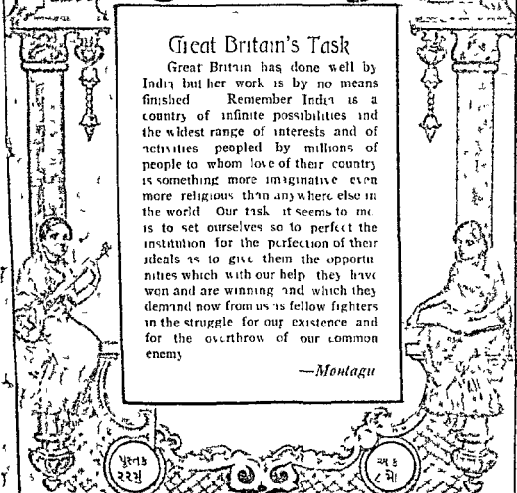 Great Britain's Task
Great Britain has done well by
India but her work is by no means
finished Remember India is a
country of infinite possibilities and
the widest range of interests and of
activities peopled by millions of
people to whom love of their country
is something more imaginative even
more religious than anywhere else in
the world Our task it seems to me
is to set ourselves so to perfect the
institution for the perfection of their
ideals as to give them the opportu
nities which with our help they have
won and are winning and which they
demand now from us as fellow fighters
in the struggle for our existence and
for the overthrow of our common
enemy
—Montagu
પુસ્તક
૨૨મું
અંક
મો